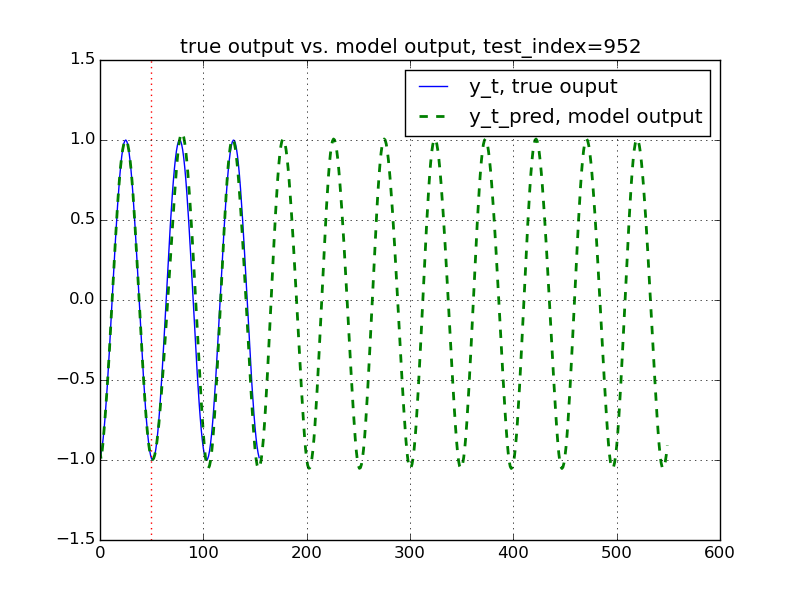 true output vs. model output, test_index=952
y_t, true ouput
y_t_pred, model output
1.5
1.0
0.5
0.0
−0.5
−1.0
−1.5
0 100 200 300 400 500 600